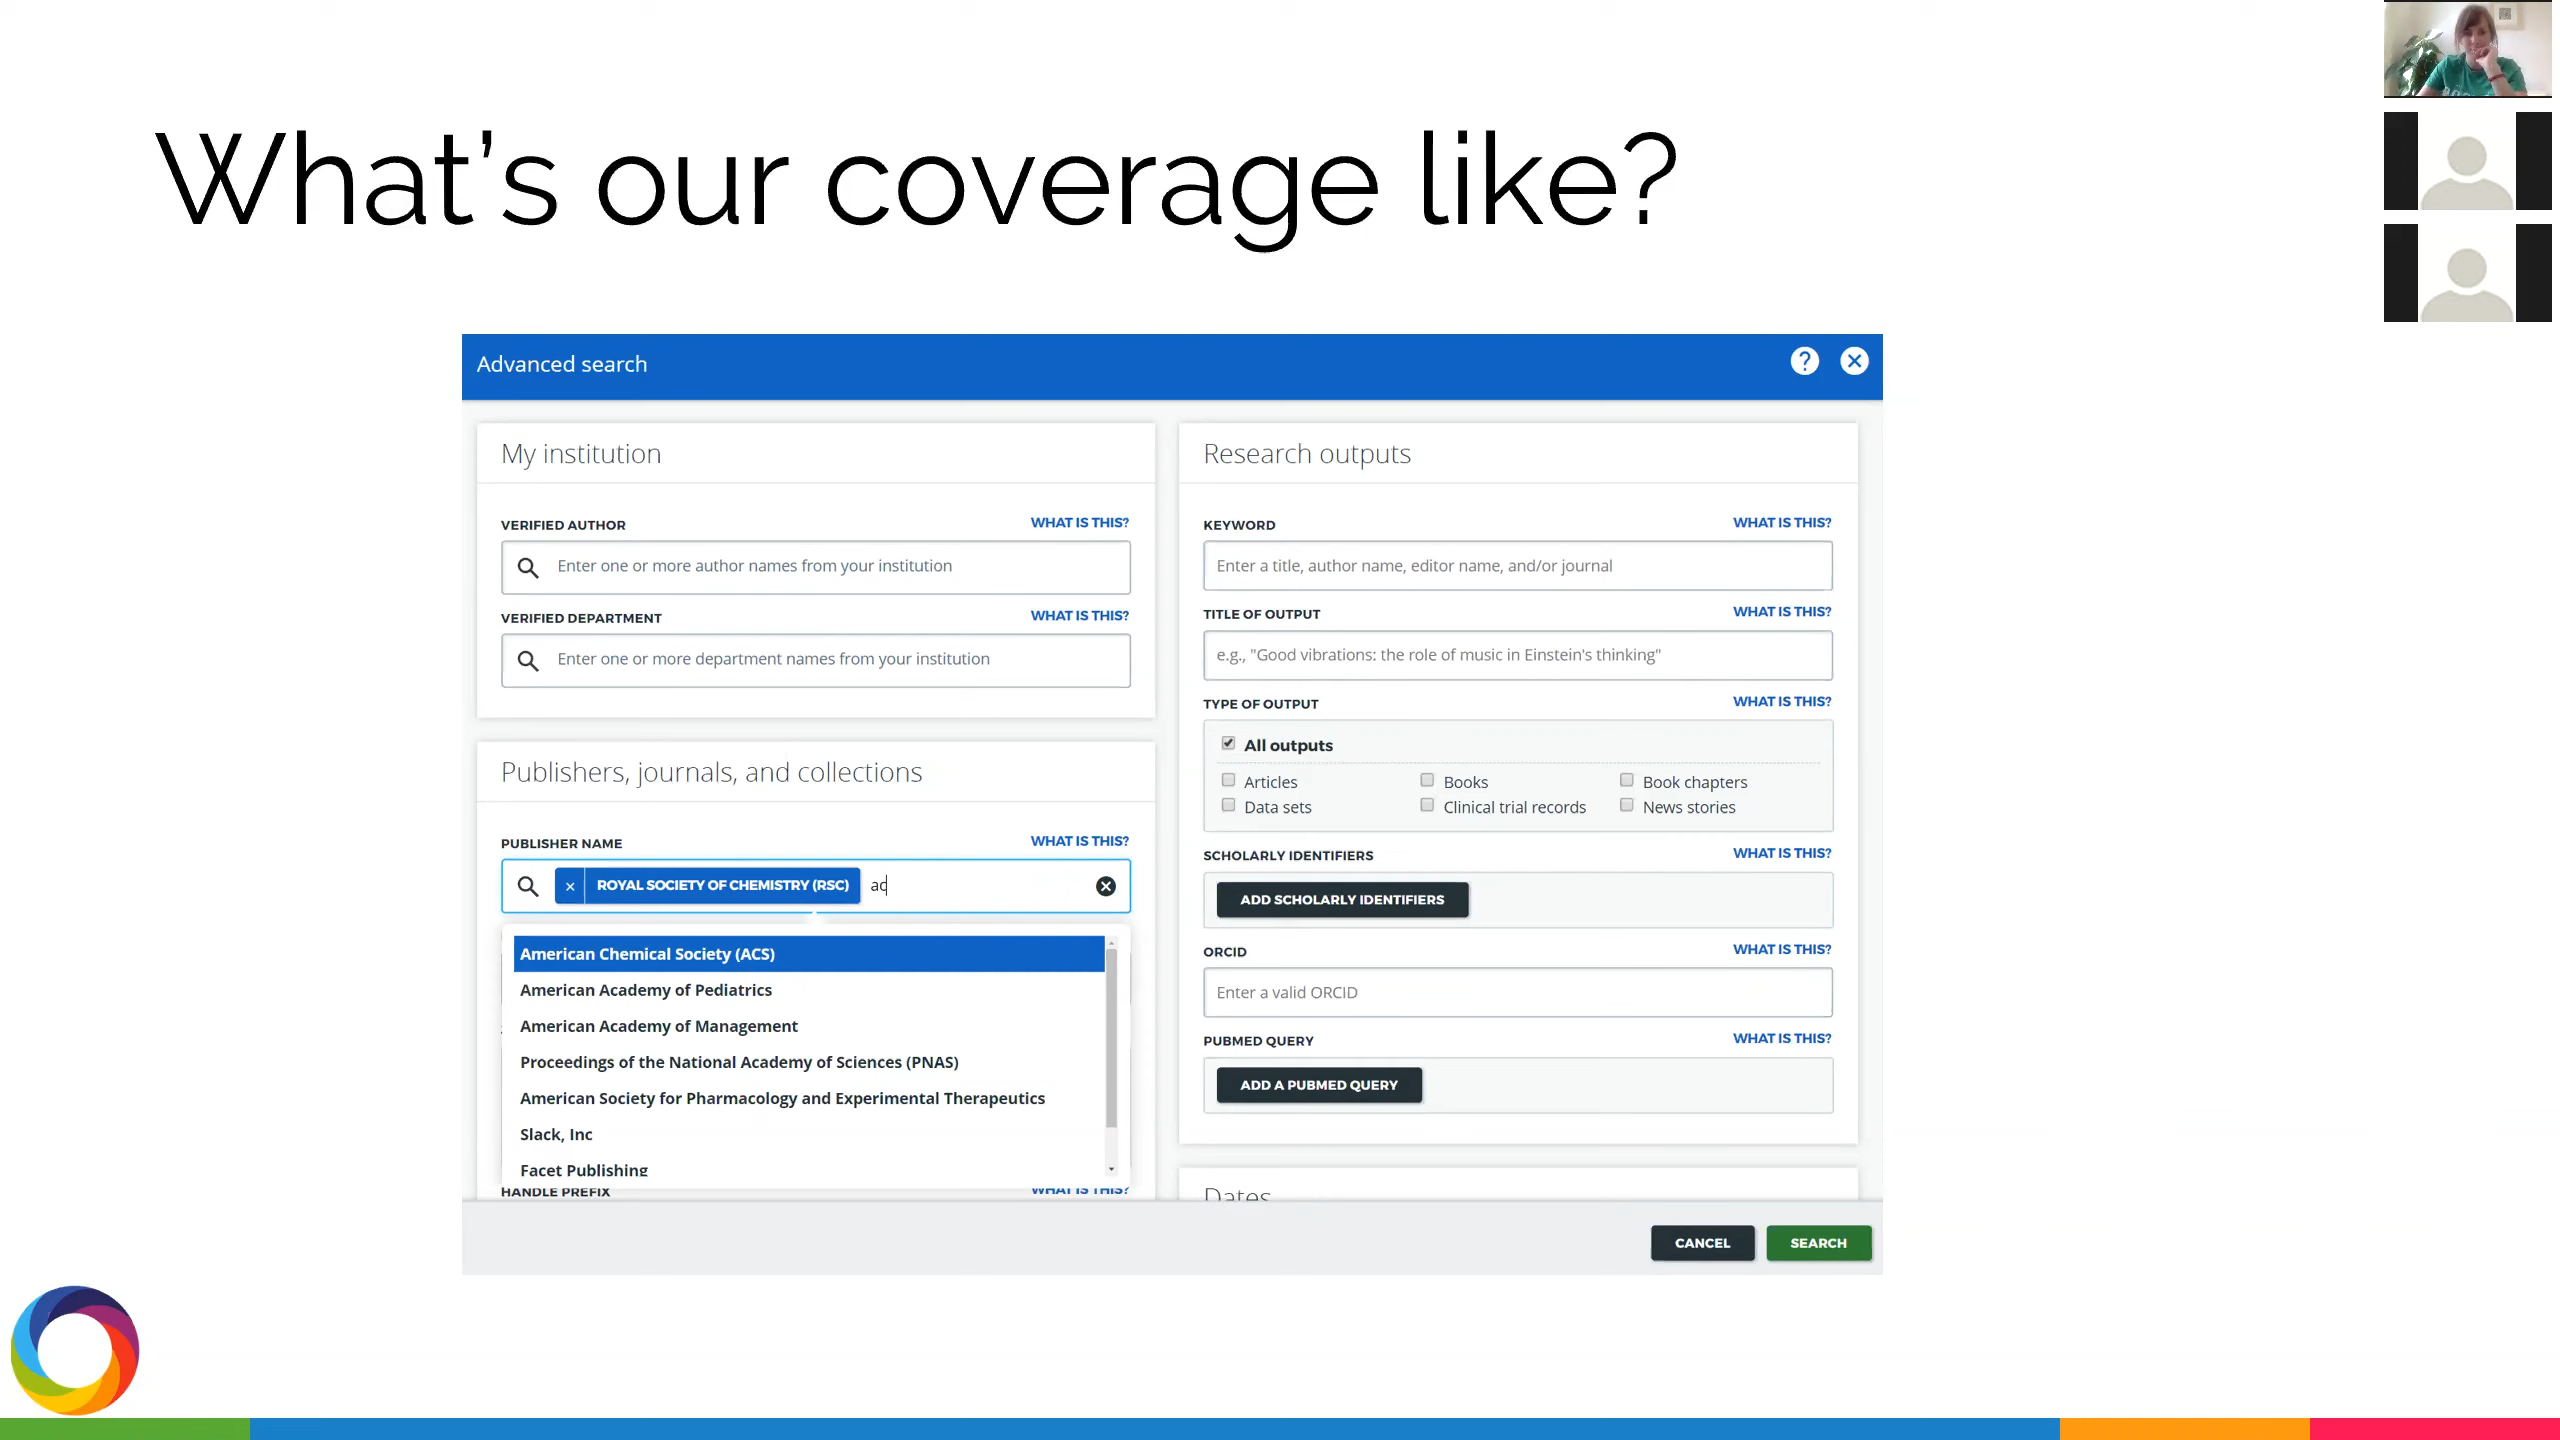 What's our coverage like?
Advanced search
My institution
VERIFIED AUTHOR
WHAT IS THIS?
Enter one or more author names from your institution
VERIFIED DEPARTMENT
WHAT IS THIS?
Enter one or more department names from your institution
Publishers, journals, and collections
PUBLISHER NAME
WHAT IS THIS?
ROYAL SOCIETY OF CHEMISTRY (RSC) ac
American Chemical Society (ACS)
American Academy of Pediatrics
American Academy of Management
Proceedings of the National Academy of Sciences (PNAS)
American Society for Pharmacology and Experimental Therapeutics
Slack, Inc
Facet Publishing
HANDLE PREFIX
WHAT IS THIS?
Research outputs
KEYWORD
WHAT IS THIS?
Enter a title, author name, editor name, and/or journal
TITLE OF OUTPUT
WHAT IS THIS?
e.g., "Good vibrations: the role of music in Einstein's thinking"
TYPE OF OUTPUT
WHAT IS THIS?
All outputs
Articles
Books
Book chapters
Data sets
Clinical trial records
News stories
SCHOLARLY IDENTIFIERS
WHAT IS THIS?
ADD SCHOLARLY IDENTIFIERS
ORCID
WHAT IS THIS?
Enter a valid ORCID
PUBMED QUERY
WHAT IS THIS?
ADD A PUBMED QUERY
Dates
CANCEL
SEARCH